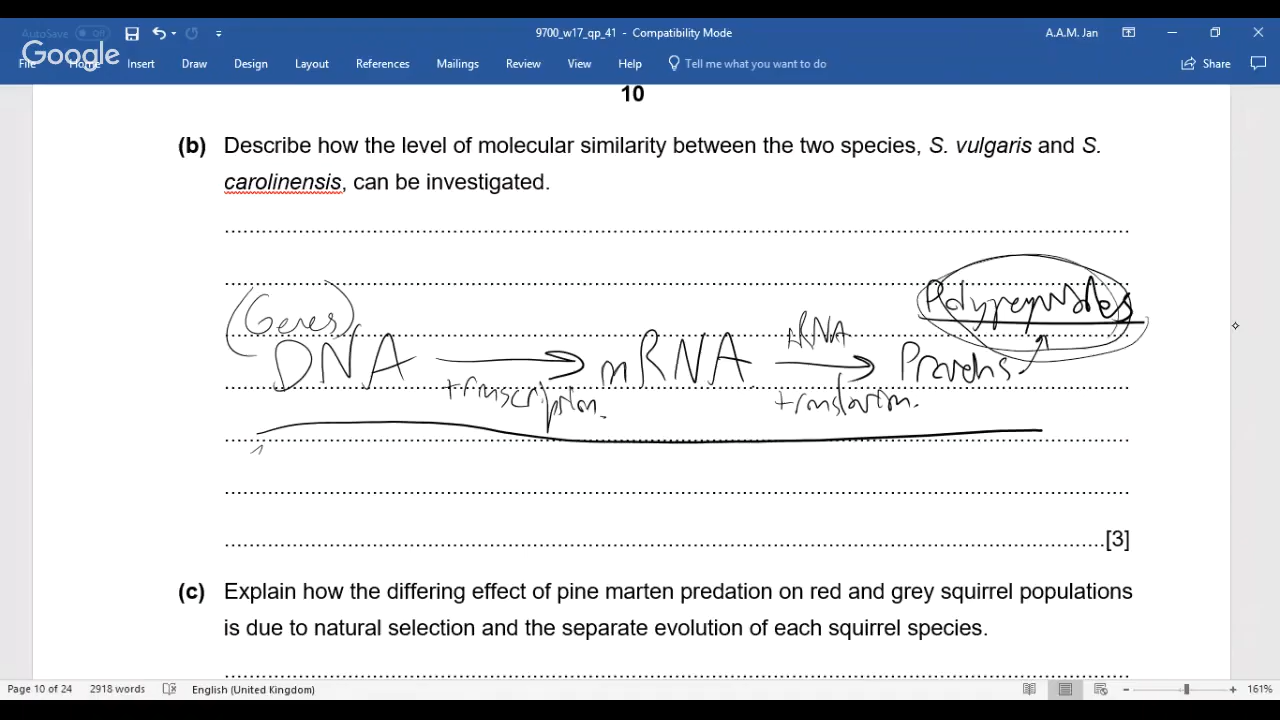 AutoSave Off 9700_w17_qp_41 - Compatibility Mode A.A.M. Jan
Google
File Home Insert Draw Design Layout References Mailings Review View Help Tell me what you want to do Share
10
(b) Describe how the level of molecular similarity between the two species, S. vulgaris and S.
carolinensis, can be investigated.
(Genes) Polypeptides
DNA → mRNA → Proteins
transcription. translation.
[3]
(c) Explain how the differing effect of pine marten predation on red and grey squirrel populations
is due to natural selection and the separate evolution of each squirrel species.
Page 10 of 24 2918 words English (United Kingdom) 161%